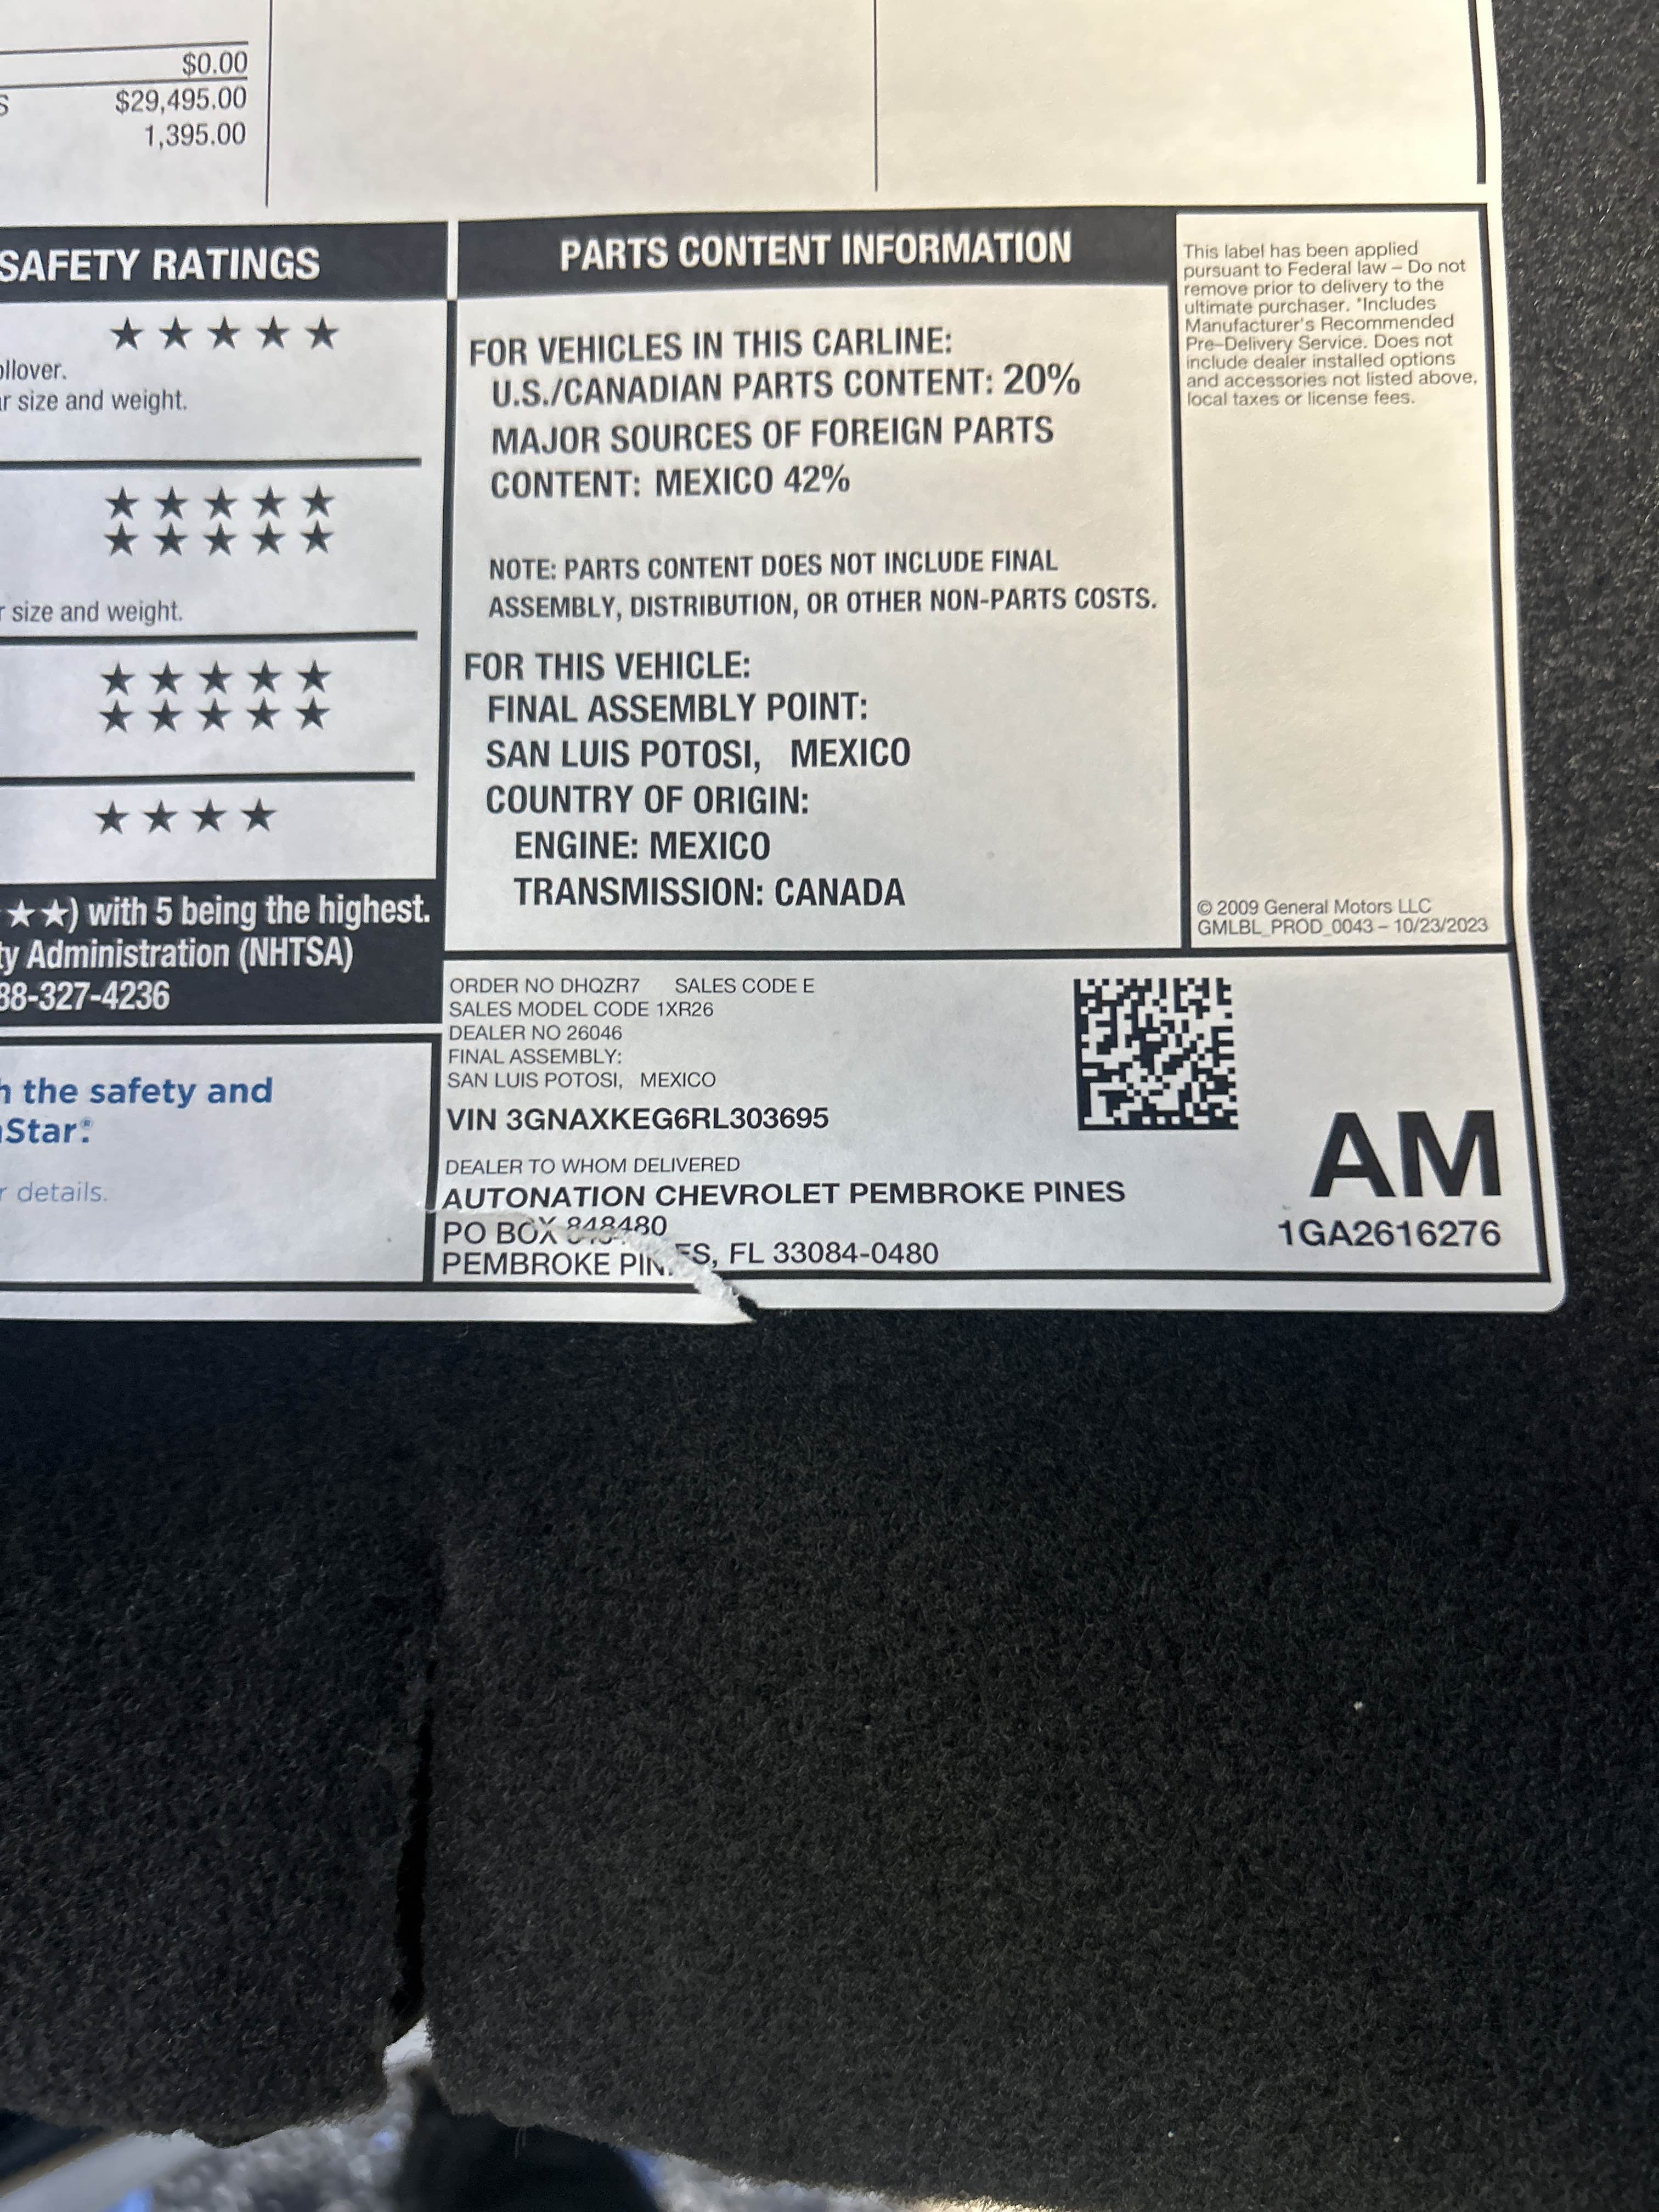 $0.00
S $29,495.00
1,395.00
SAFETY RATINGS
★★★★★
ollover.
ar size and weight.
★★★★★
★★★★★
r size and weight.
★★★★★
★★★★★
★★★★
★★) with 5 being the highest.
ty Administration (NHTSA)
88-327-4236
h the safety and
nStar.®
r details.
PARTS CONTENT INFORMATION
FOR VEHICLES IN THIS CARLINE:
U.S./CANADIAN PARTS CONTENT: 20%
MAJOR SOURCES OF FOREIGN PARTS
CONTENT: MEXICO 42%
NOTE: PARTS CONTENT DOES NOT INCLUDE FINAL
ASSEMBLY, DISTRIBUTION, OR OTHER NON-PARTS COSTS.
FOR THIS VEHICLE:
FINAL ASSEMBLY POINT:
SAN LUIS POTOSI, MEXICO
COUNTRY OF ORIGIN:
ENGINE: MEXICO
TRANSMISSION: CANADA
This label has been applied
pursuant to Federal law – Do not
remove prior to delivery to the
ultimate purchaser. *Includes
Manufacturer's Recommended
Pre-Delivery Service. Does not
include dealer installed options
and accessories not listed above,
local taxes or license fees.
© 2009 General Motors LLC
GMLBL_PROD_0043 – 10/23/2023
ORDER NO DHQZR7 SALES CODE E
SALES MODEL CODE 1XR26
DEALER NO 26046
FINAL ASSEMBLY:
SAN LUIS POTOSI, MEXICO
VIN 3GNAXKEG6RL303695
DEALER TO WHOM DELIVERED
AUTONATION CHEVROLET PEMBROKE PINES
PO BOX 848480
PEMBROKE PINES, FL 33084-0480
AM
1GA2616276